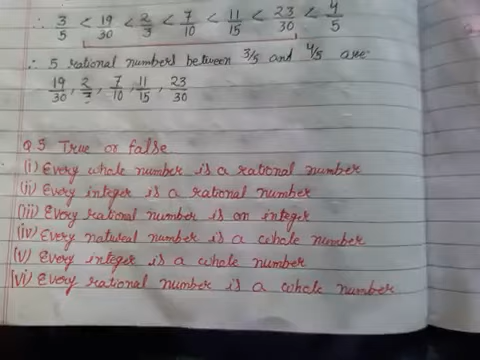 ∴ 3/5 < 19/30 < 2/3 < 7/10 < 11/15 < 23/30 < 4/5
∴ 5 rational numbers between 3/5 and 4/5 are
19/30, 2/3, 7/10, 11/15, 23/30
Q5 True or false
(i) Every whole number is a rational number
(ii) Every integer is a rational number
(iii) Every rational number is an integer
(iv) Every natural number is a whole number
(v) Every integer is a whole number
(vi) Every rational number is a whole number